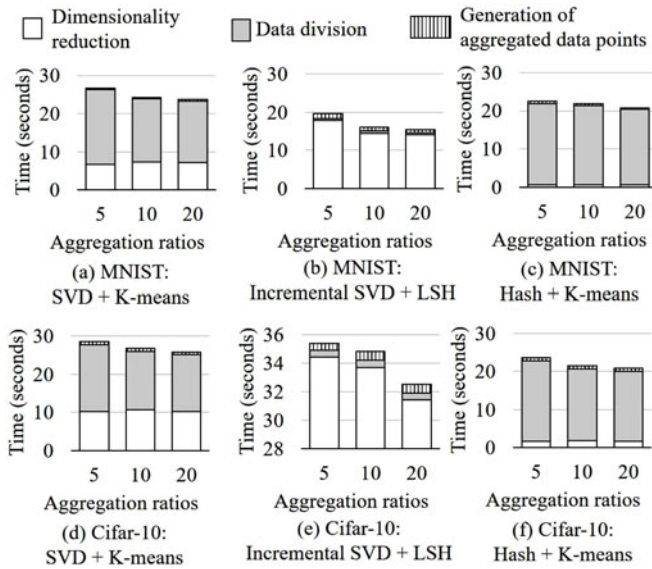 Dimensionality reduction
Data division
Generation of aggregated data points
Time (seconds)
30
20
10
0
5 10 20
Aggregation ratios
(a) MNIST:
SVD + K-means
Time (seconds)
30
20
10
0
5 10 20
Aggregation ratios
(b) MNIST:
Incremental SVD + LSH
Time (seconds)
30
20
10
0
5 10 20
Aggregation ratios
(c) MNIST:
Hash + K-means
Time (seconds)
30
20
10
0
5 10 20
Aggregation ratios
(d) Cifar-10:
SVD + K-means
Time (seconds)
36
34
32
30
28
5 10 20
Aggregation ratios
(e) Cifar-10:
Incremental SVD + LSH
Time (seconds)
30
20
10
0
5 10 20
Aggregation ratios
(f) Cifar-10:
Hash + K-means